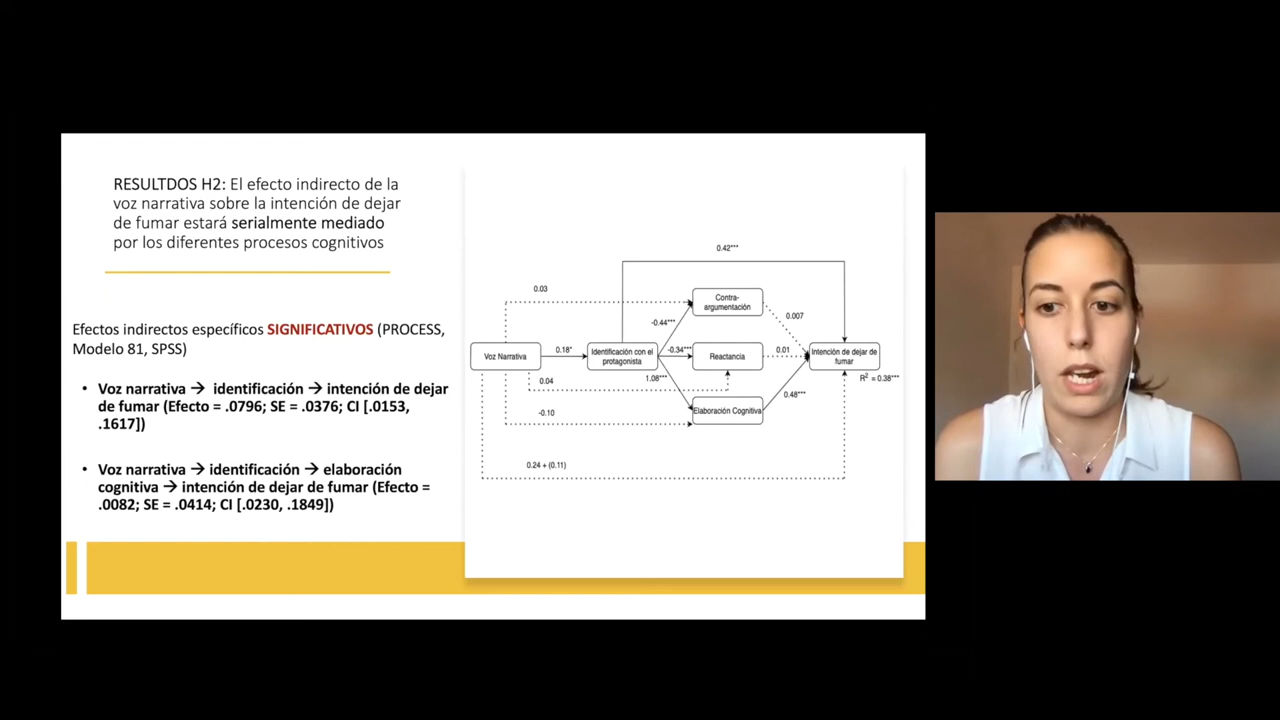 RESULTDOS H2: El efecto indirecto de la
voz narrativa sobre la intención de dejar
de fumar estará serialmente mediado
por los diferentes procesos cognitivos
Efectos indirectos específicos SIGNIFICATIVOS (PROCESS,
Modelo 81, SPSS)
• Voz narrativa → identificación → intención de dejar
de fumar (Efecto = .0796; SE = .0376; CI [.0153,
.1617])
• Voz narrativa → identificación → elaboración
cognitiva → intención de dejar de fumar (Efecto =
.0082; SE = .0414; CI [.0230, .1849])
0.42***
0.03
Contra-
argumentación
-0.44***
0.007
Voz Narrativa
0.18*
Identificación con el
protagonista
-0.34***
Reactancia
0.01
Intención de dejar de
fumar
R² = 0.38***
0.04
1.08***
0.48***
-0.10
Elaboración Cognitiva
0.24 + (0.11)